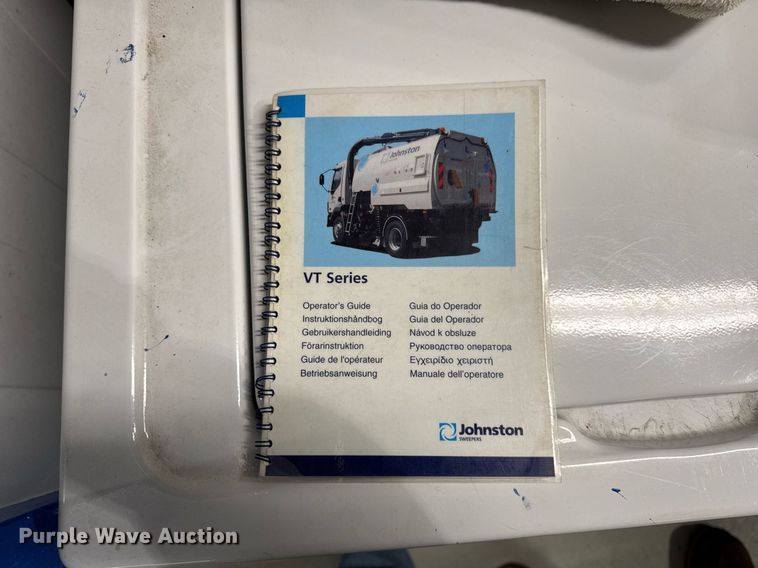 Johnston
VT Series
Operator's Guide
Instruktionshåndbog
Gebruikershandleiding
Förarinstruktion
Guide de l'opérateur
Betriebsanweisung
Guia do Operador
Guia del Operador
Návod k obsluze
Руководство оператора
Εγχειρίδιο χειριστή
Manuale dell'operatore
Johnston
SWEEPERS
Purple Wave Auction